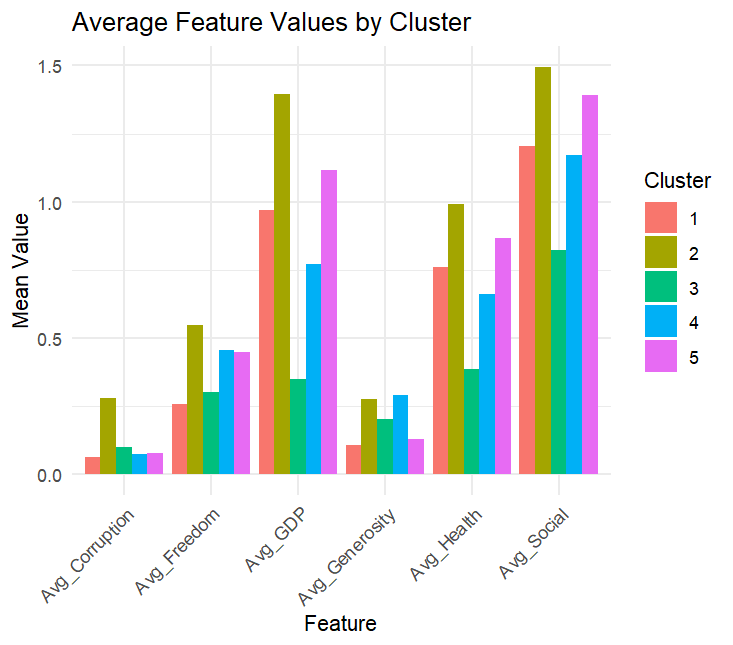 Average Feature Values by Cluster
Mean Value
1.5
1.0
0.5
0.0
Avg_Corruption
Avg_Freedom
Avg_GDP
Avg_Generosity
Avg_Health
Avg_Social
Feature
Cluster
1
2
3
4
5